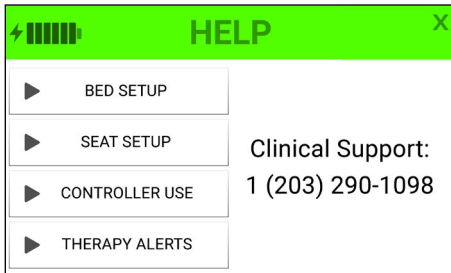 HELP X
BED SETUP
SEAT SETUP
CONTROLLER USE
THERAPY ALERTS
Clinical Support:
1 (203) 290-1098